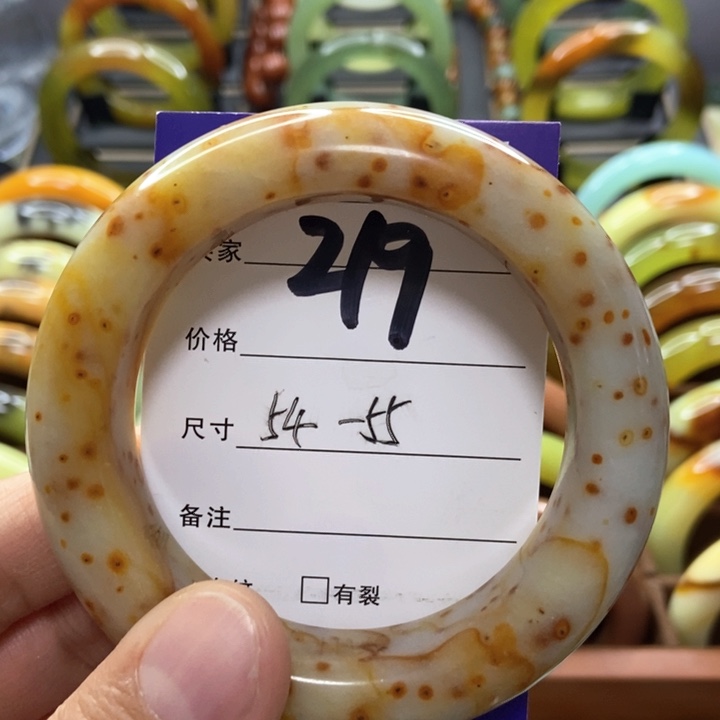 家 219
价格
尺寸 54-55
备注
□有裂